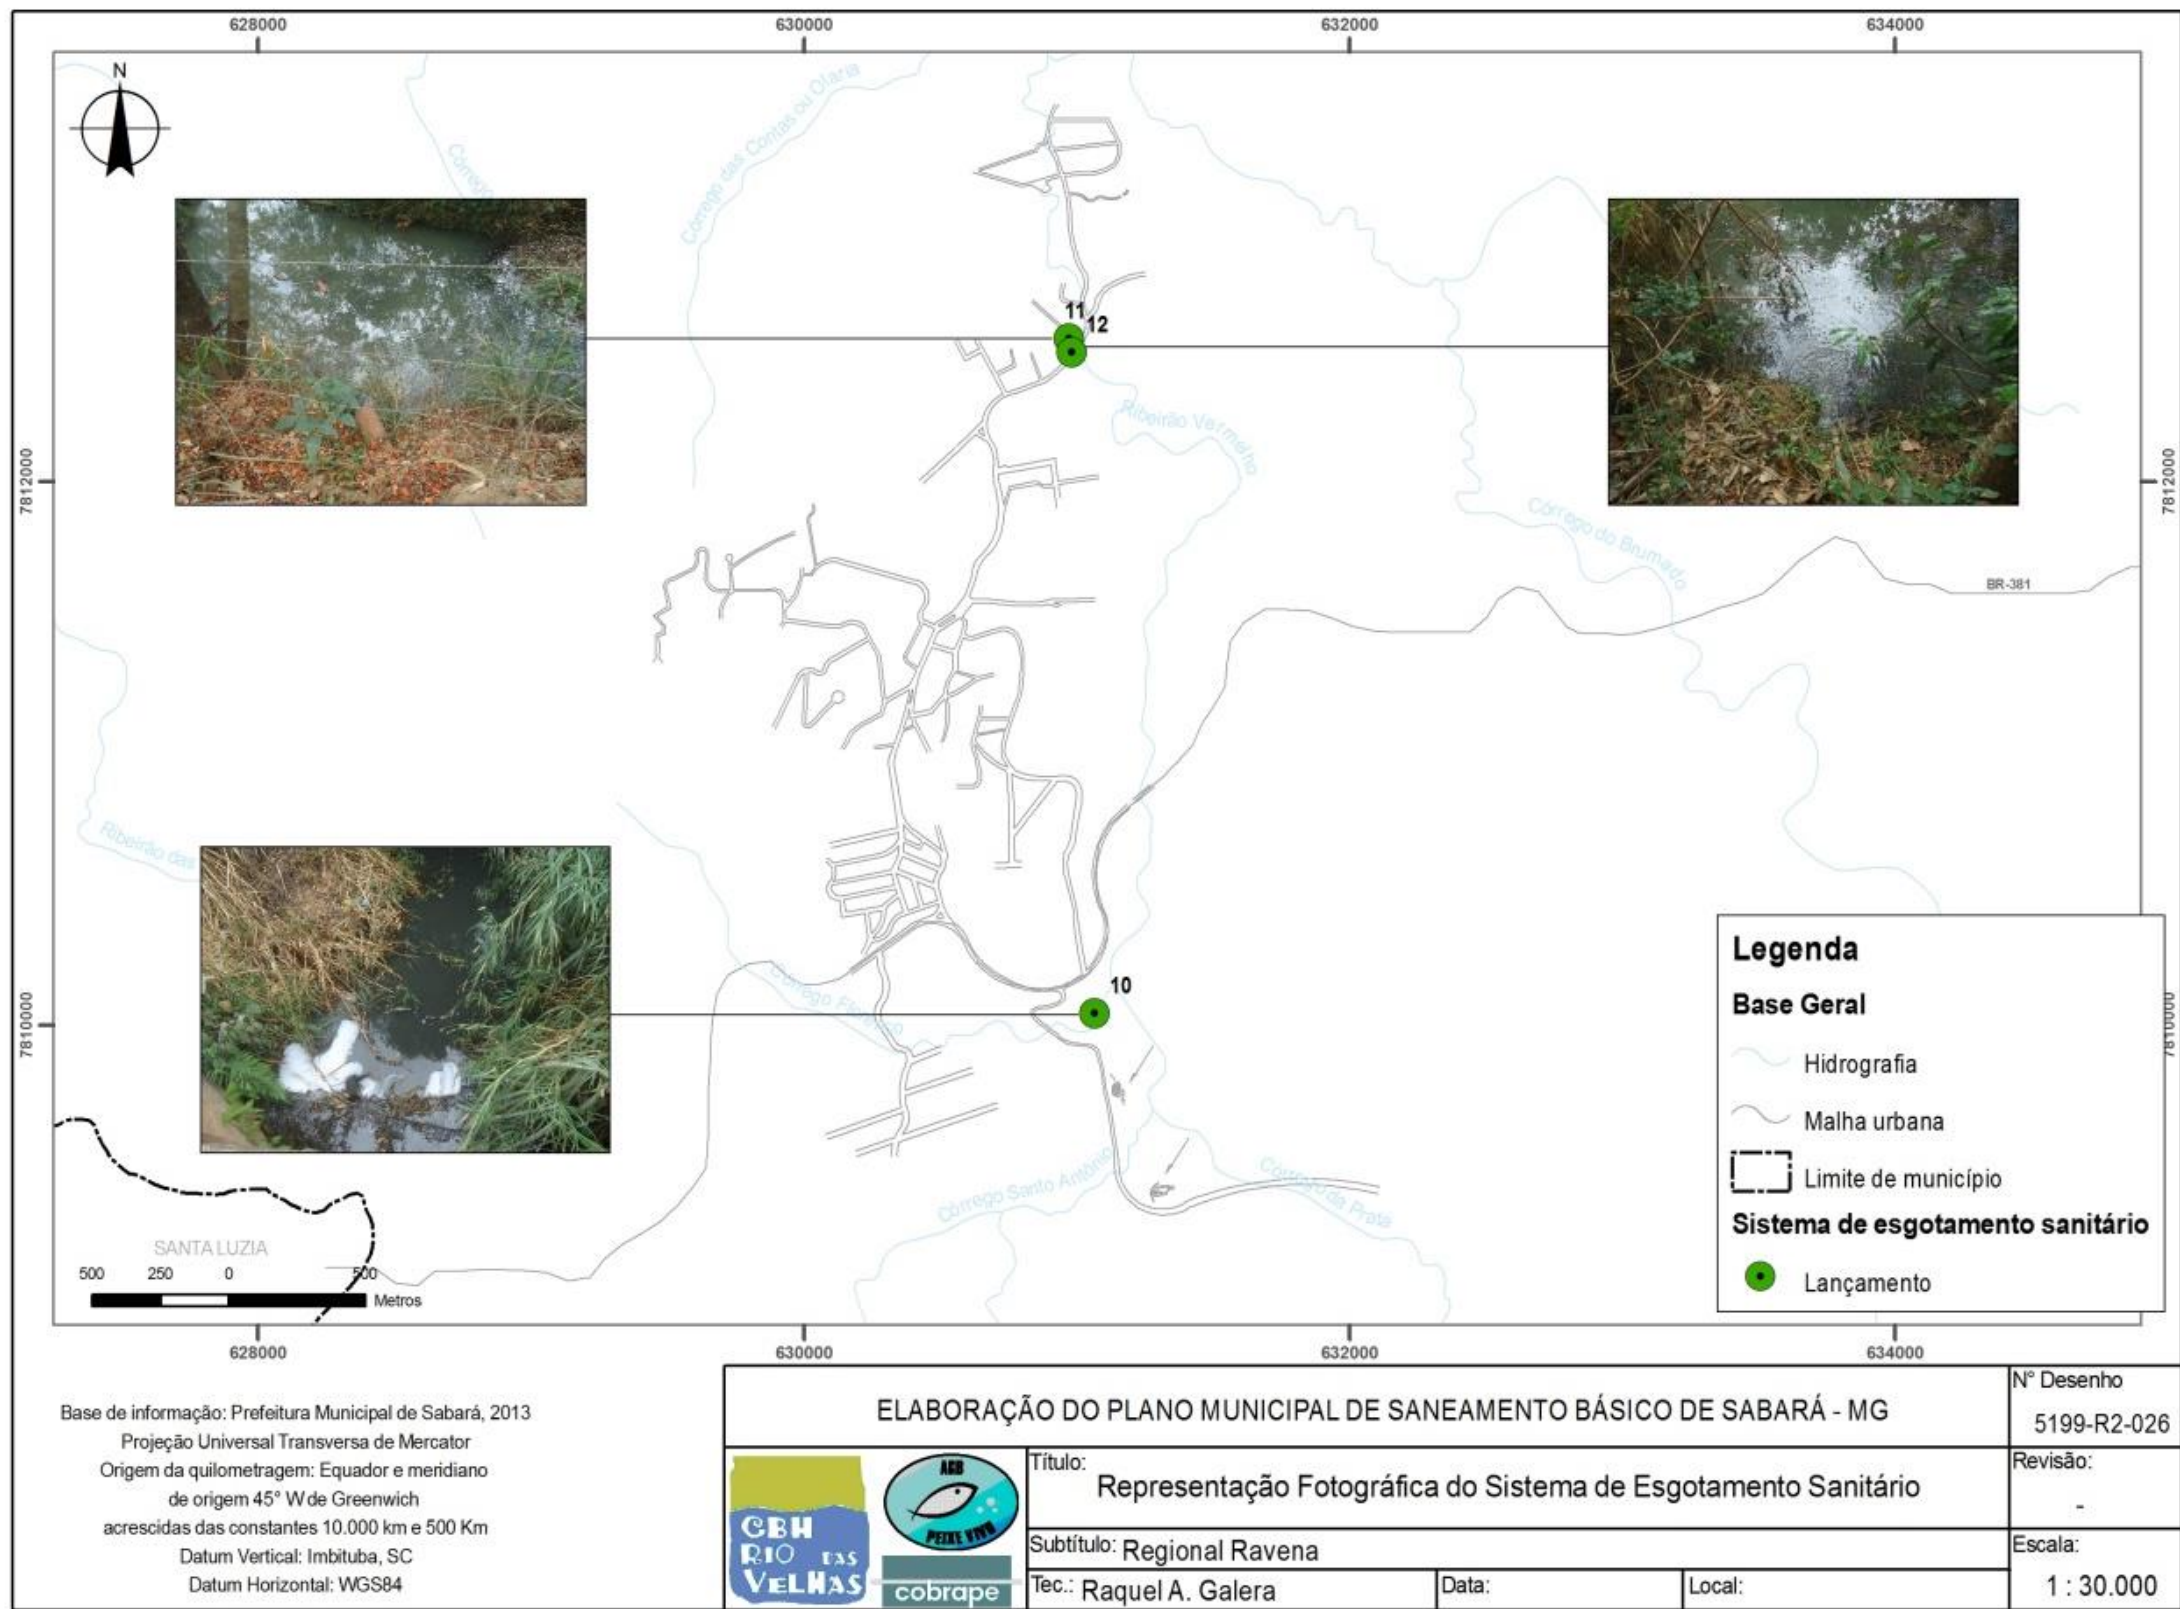 628000
630000
632000
634000
N
Córrego
Córrego das Contas ou Olaria
11
12
Ribeirão Vermelho
7812000
7812000
Córrego do Brumado
BR-381
Ribeirão das
Córrego
10
7810000
7810000
Córrego Santo Antônio
Córrego da Prata
SANTA LUZIA
500 250 0 500
Metros
Legenda
Base Geral
Hidrografia
Malha urbana
Limite de município
Sistema de esgotamento sanitário
Lançamento
628000
630000
632000
634000
Base de informação: Prefeitura Municipal de Sabará, 2013
Projeção Universal Transversa de Mercator
Origem da quilometragem: Equador e meridiano
de origem 45° W de Greenwich
acrescidas das constantes 10.000 km e 500 Km
Datum Vertical: Imbituba, SC
Datum Horizontal: WGS84
ELABORAÇÃO DO PLANO MUNICIPAL DE SANEAMENTO BÁSICO DE SABARÁ - MG
N° Desenho
5199-R2-026
CBH
RIO DAS
VELHAS
AGB
PEIXE VIVO
cobrape
Título:
Representação Fotográfica do Sistema de Esgotamento Sanitário
Revisão:
-
Subtítulo: Regional Ravena
Escala:
1 : 30.000
Tec.: Raquel A. Galera
Data:
Local: